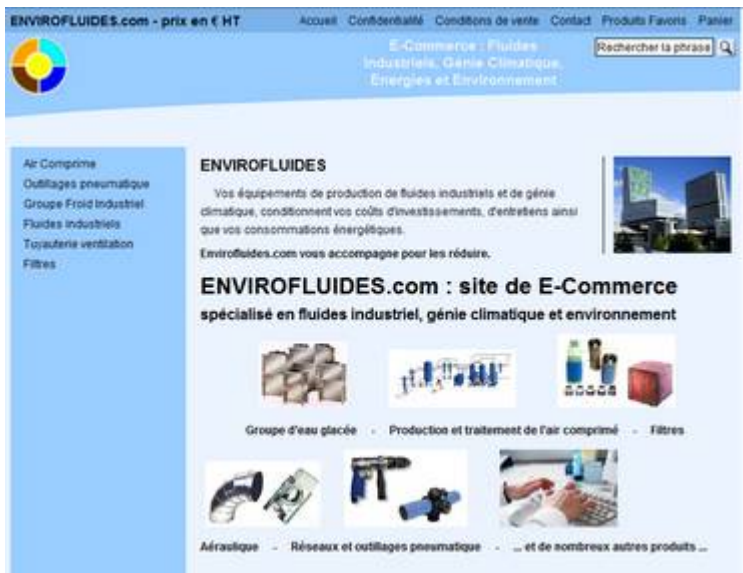 ENVIROFLUIDES.com - prix en € HT
Accueil Confidentialité Conditions de vente Contact Produits Favoris Panier
E-Commerce : Fluides
Industriels, Génie Climatique,
Energies et Environnement
Rechercher la phrase
Air Comprime
Outillages pneumatique
Groupe Froid Industriel
Fluides industriels
Tuyauterie ventilation
Filtres
ENVIROFLUIDES
Vos équipements de production de fluides industriels et de génie
climatique, conditionnent vos coûts d'investissements, d'entretiens ainsi
que vos consommations énergétiques.
Envirofluides.com vous accompagne pour les réduire.
ENVIROFLUIDES.com : site de E-Commerce
spécialisé en fluides industriel, génie climatique et environnement
Groupe d'eau glacée - Production et traitement de l'air comprimé - Filtres
Aéraulique - Réseaux et outillages pneumatique - ... et de nombreux autres produits ...